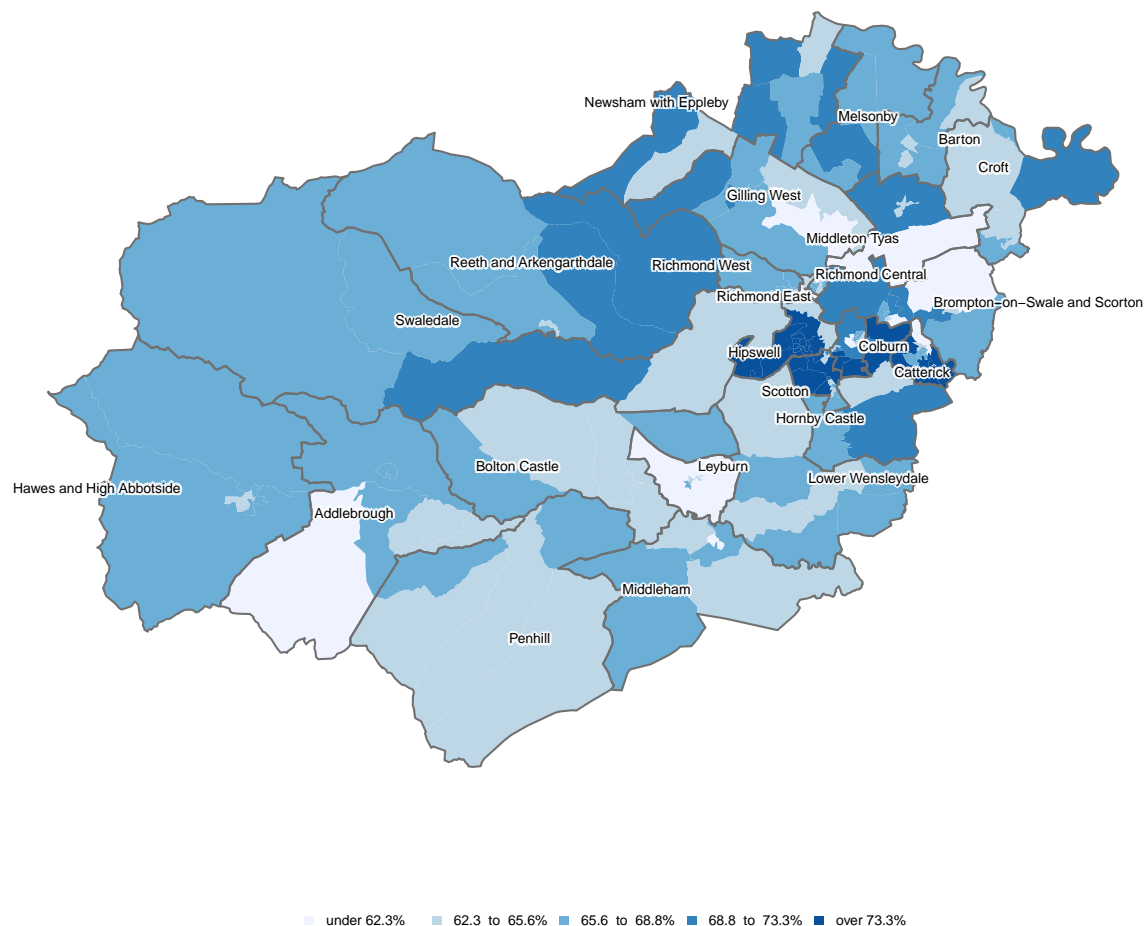 Newsham with Eppleby
Melsonby
Barton
Croft
Gilling West
Middleton Tyas
Reeth and Arkengarthdale
Richmond West
Richmond Central
Richmond East
Brompton−on−Swale and Scorton
Swaledale
Hipswell
Colburn
Catterick
Scotton
Hornby Castle
Bolton Castle
Leyburn
Lower Wensleydale
Hawes and High Abbotside
Addlebrough
Middleham
Penhill
under 62.3% 62.3 to 65.6% 65.6 to 68.8% 68.8 to 73.3% over 73.3%